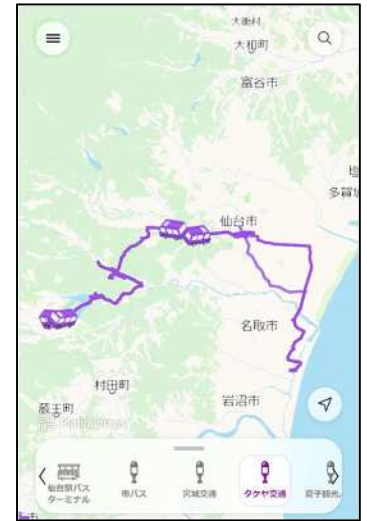 大衡村
大和町
富谷市
多賀城
仙台市
名取市
村田町
岩沼市
蔵王町
仙台駅バス
ターミナル
市バス
宮城交通
タケヤ交通